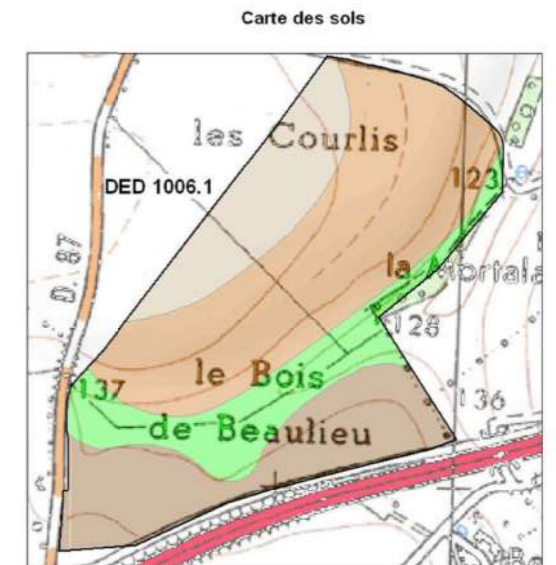 Carte des sols
les Courlis
123
DED 1006.1
D. 87
la Mortala
128
le Bois
137
136
de Beaulieu